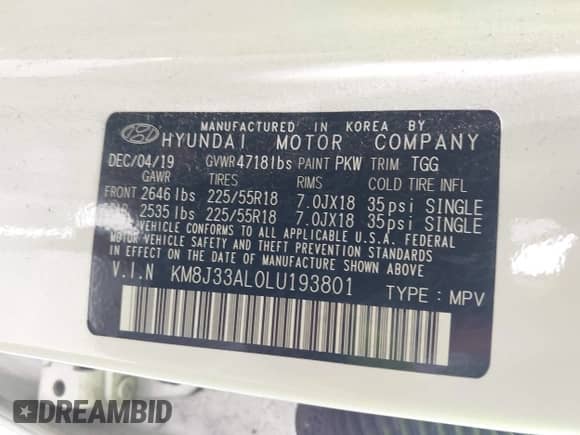 MANUFACTURED IN KOREA BY
HYUNDAI MOTOR COMPANY
DEC/04/19 GVWR4718lbs PAINT PKW TRIM TGG
GAWR TIRES RIMS COLD TIRE INFL
FRONT 2646lbs 225/55R18 7.0JX18 35psi SINGLE
2535lbs 225/55R18 7.0JX18 35psi SINGLE
THIS VEHICLE CONFORMS TO ALL APPLICABLE U.S.A. FEDERAL
MOTOR VEHICLE SAFETY AND THEFT PREVENTION STANDARDS
IN EFFECT ON THE DATE OF MANUFACTURE SHOWN ABOVE.
V.I.N KM8J33AL0LU193801 TYPE: MPV
DREAMBID